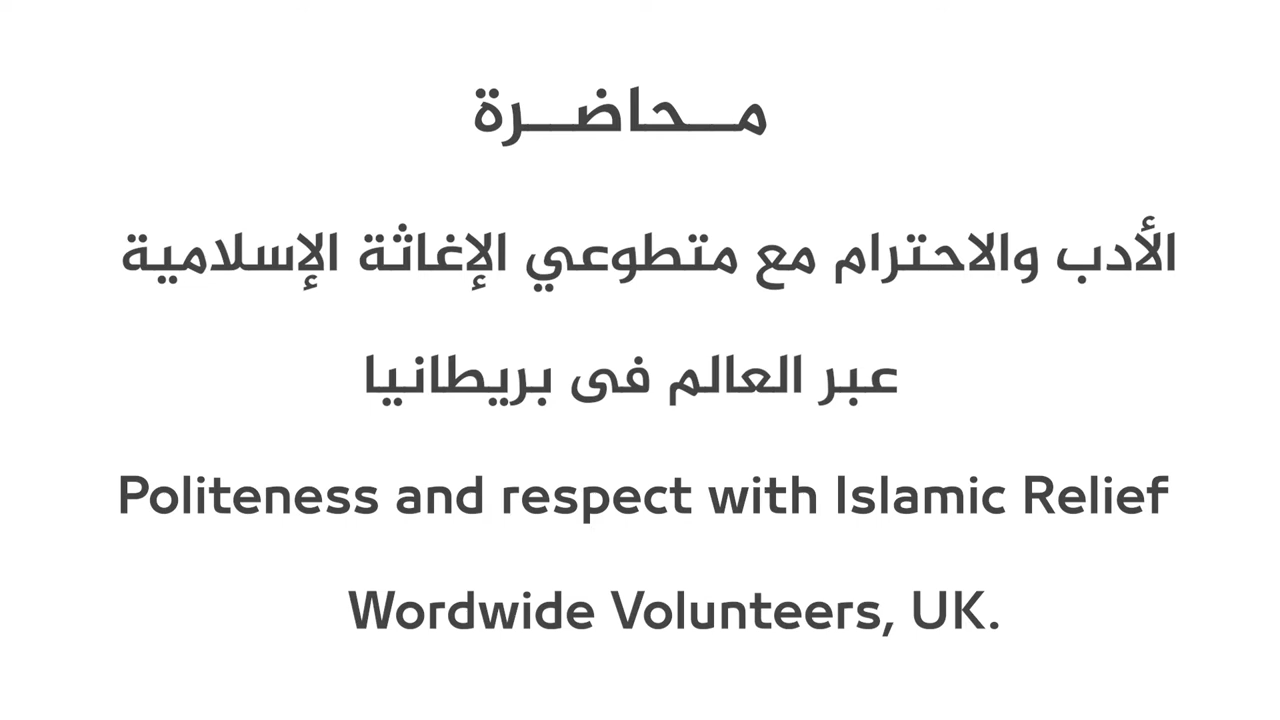 محاضرة
الأدب والاحترام مع متطوعي الإغاثة الإسلامية
عبر العالم فى بريطانيا
Politeness and respect with Islamic Relief
Wordwide Volunteers, UK.